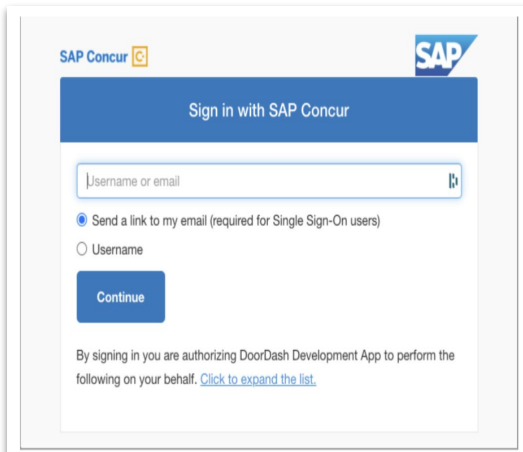 SAP Concur C
SAP
Sign in with SAP Concur
Username or email
Send a link to my email (required for Single Sign-On users)
Username
Continue
By signing in you are authorizing DoorDash Development App to perform the
following on your behalf. Click to expand the list.